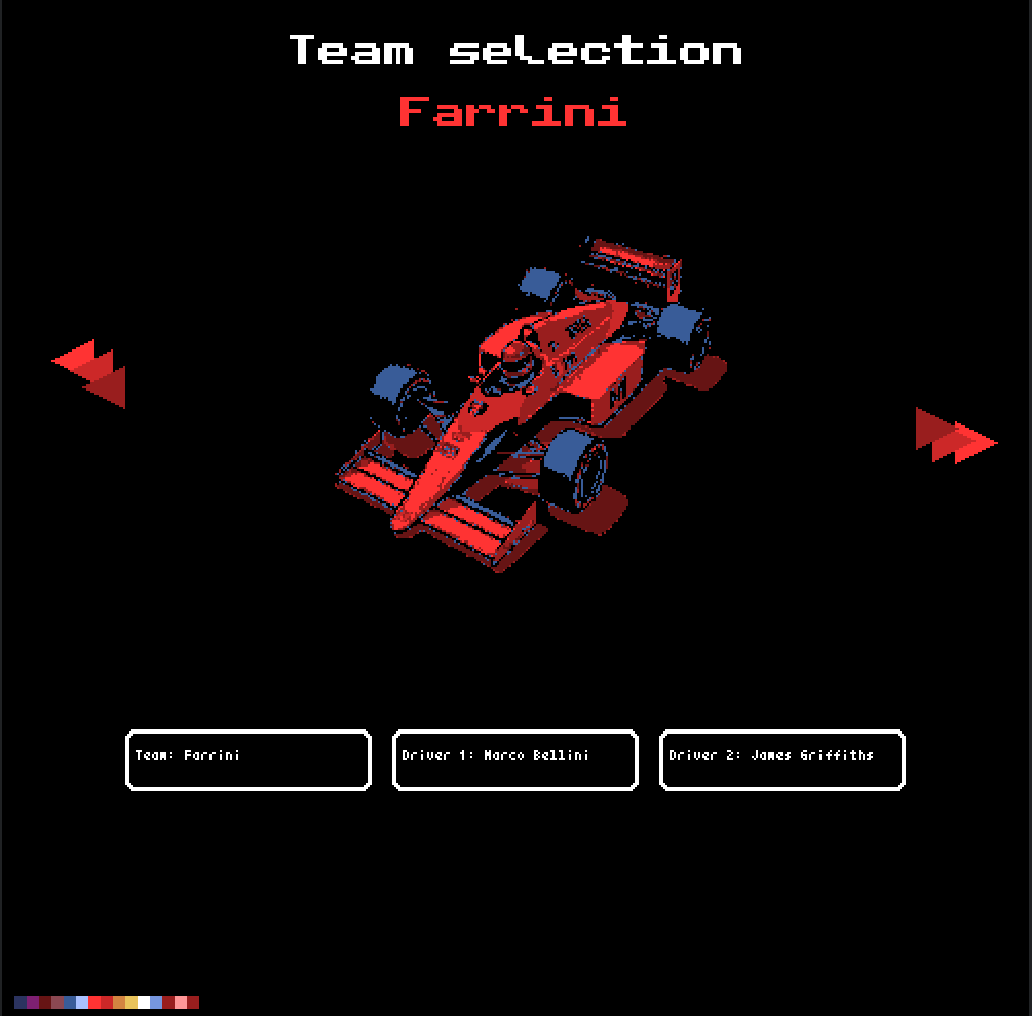 Team selection
Farrini
Team: Farrini
Driver 1: Marco Bellini
Driver 2: James Griffiths